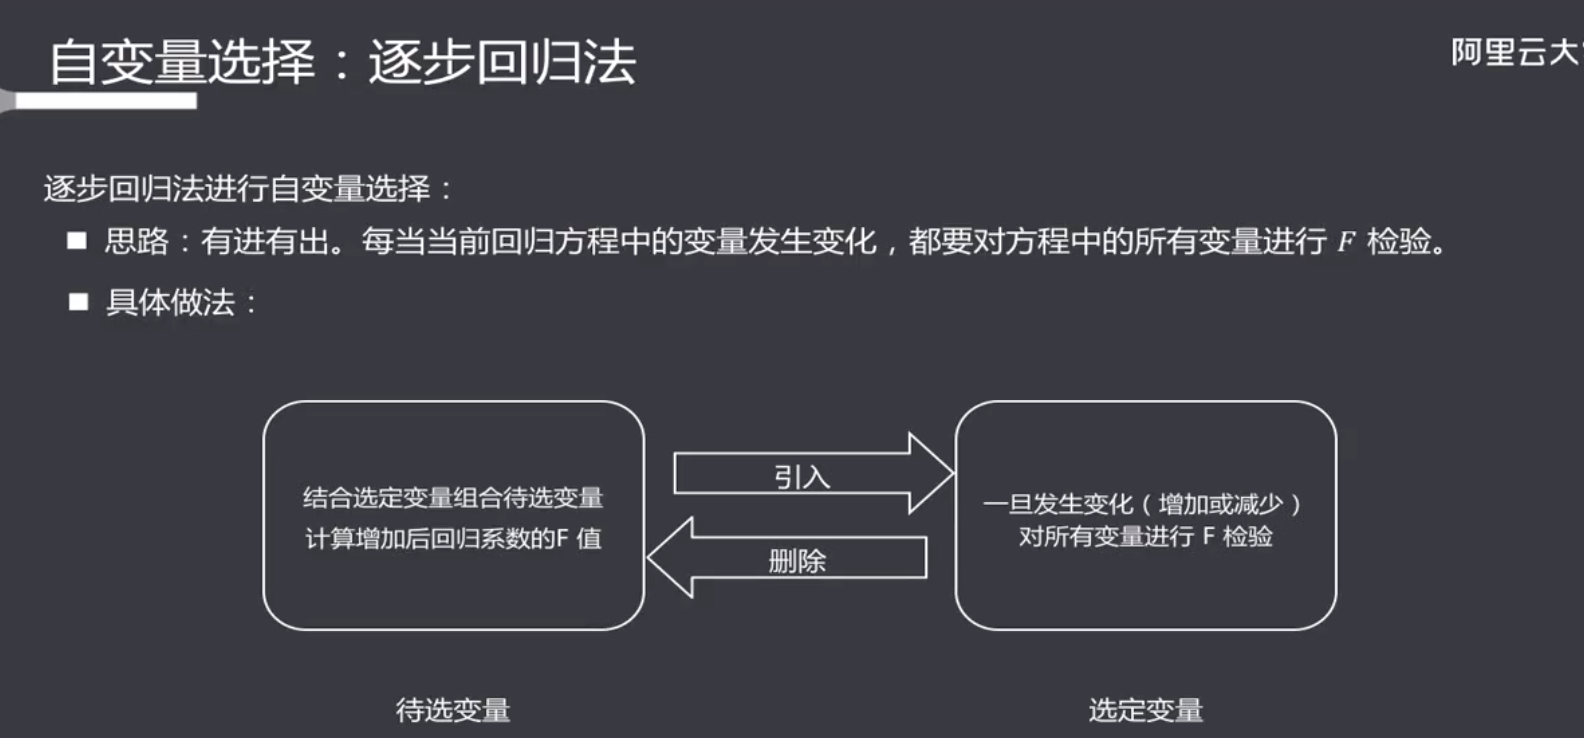 自变量选择：逐步回归法
阿里云大
逐步回归法进行自变量选择：
思路：有进有出。每当当前回归方程中的变量发生变化，都要对方程中的所有变量进行 F 检验。
具体做法：
结合选定变量组合待选变量
计算增加后回归系数的F 值
引入
删除
一旦发生变化（增加或减少）
对所有变量进行 F 检验
待选变量
选定变量